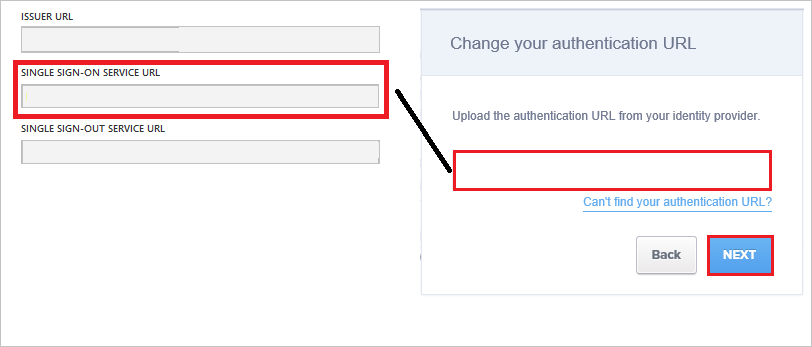 ISSUER URL
SINGLE SIGN-ON SERVICE URL
SINGLE SIGN-OUT SERVICE URL
Change your authentication URL
Upload the authentication URL from your identity provider.
Can't find your authentication URL?
Back
NEXT